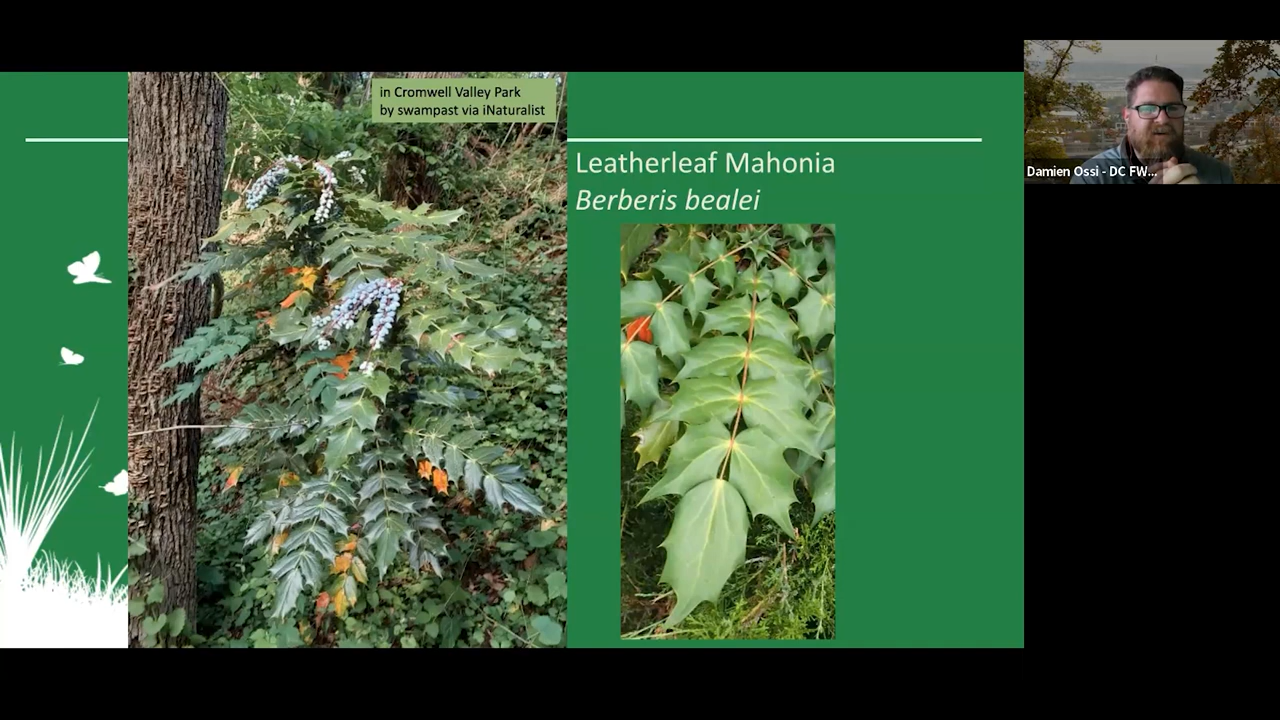 in Cromwell Valley Park
by swampast via iNaturalist
Leatherleaf Mahonia
Berberis bealei
Damien Ossi - DC FW...